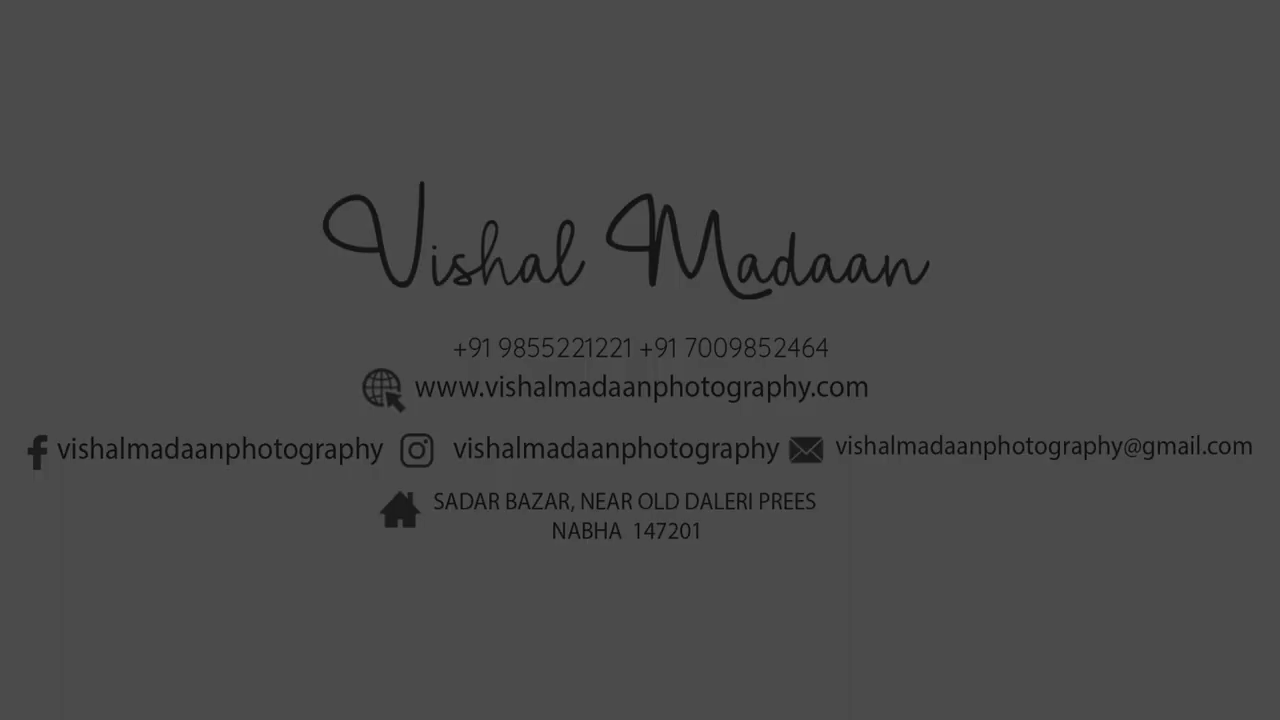 Vishal Madaan
+91 9855221221 +91 7009852464
www.vishalmadaanphotography.com
vishalmadaanphotography vishalmadaanphotography vishalmadaanphotography@gmail.com
SADAR BAZAR, NEAR OLD DALERI PREES
NABHA 147201